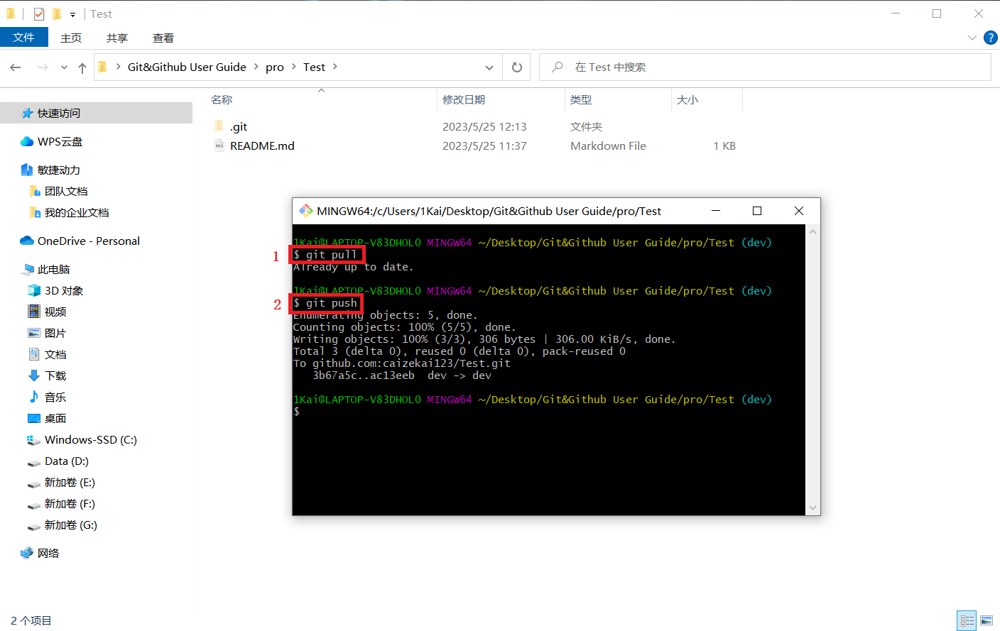 Test
文件 主页 共享 查看
Git&Github User Guide pro Test
在 Test 中搜索
名称 修改日期 类型 大小
.git 2023/5/25 12:13 文件夹
README.md 2023/5/25 11:37 Markdown File 1 KB
快速访问
WPS云盘
敏捷动力
团队文档
我的企业文档
OneDrive - Personal
此电脑
3D 对象
视频
图片
文档
下载
音乐
桌面
Windows-SSD (C:)
Data (D:)
新加卷 (E:)
新加卷 (F:)
新加卷 (G:)
网络
MINGW64:/c/Users/1Kai/Desktop/Git&Github User Guide/pro/Test
1Kai@LAPTOP-V83DHOLO MINGW64 ~/Desktop/Git&Github User Guide/pro/Test (dev)
1 $ git pull
Already up to date.
1Kai@LAPTOP-V83DHOLO MINGW64 ~/Desktop/Git&Github User Guide/pro/Test (dev)
2 $ git push
Enumerating objects: 5, done.
Counting objects: 100% (5/5), done.
Writing objects: 100% (3/3), 306 bytes | 306.00 KiB/s, done.
Total 3 (delta 0), reused 0 (delta 0), pack-reused 0
To github.com:caizekai123/Test.git
3b67a5c..ac13eeb dev -> dev
1Kai@LAPTOP-V83DHOLO MINGW64 ~/Desktop/Git&Github User Guide/pro/Test (dev)
$
2 个项目